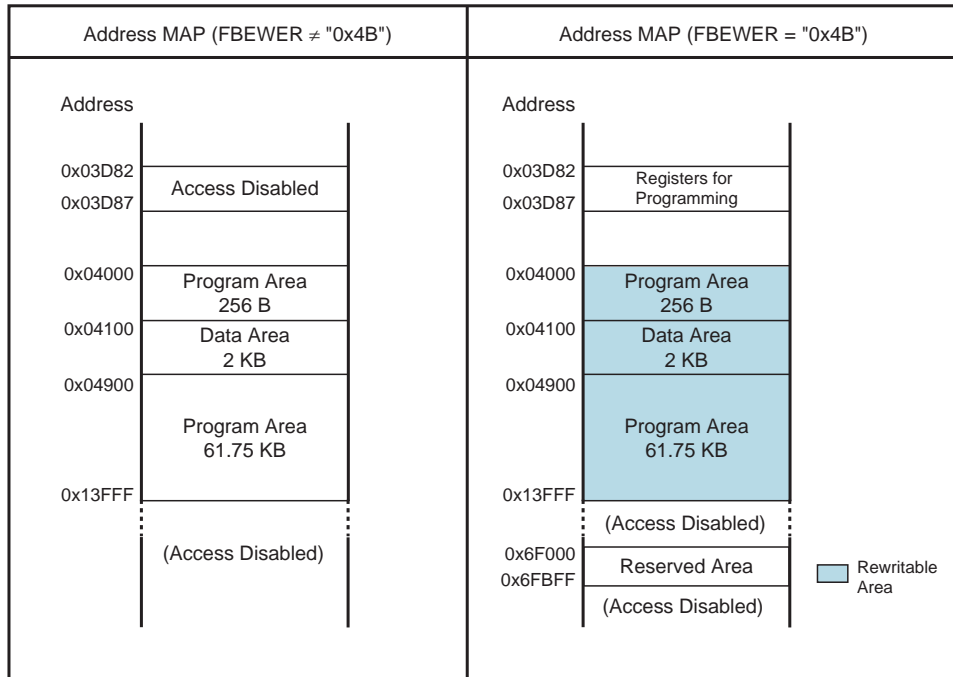 Address MAP (FBEWER ≠ "0x4B")
Address
0x03D82
Access Disabled
0x03D87
0x04000
Program Area
256 B
0x04100
Data Area
2 KB
0x04900
Program Area
61.75 KB
0x13FFF
(Access Disabled)
Address MAP (FBEWER = "0x4B")
Address
0x03D82
Registers for
Programming
0x03D87
0x04000
Program Area
256 B
0x04100
Data Area
2 KB
0x04900
Program Area
61.75 KB
0x13FFF
(Access Disabled)
0x6F000
Reserved Area
0x6FBFF
(Access Disabled)
Rewritable
Area